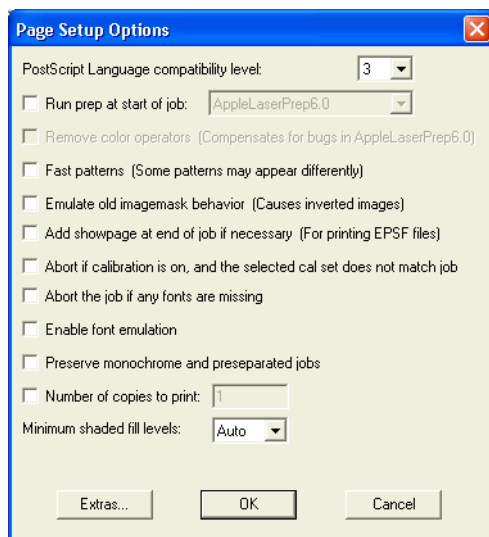 Page Setup Options
PostScript Language compatibility level: 3
Run prep at start of job: AppleLaserPrep6.0
Remove color operators (Compensates for bugs in AppleLaserPrep6.0)
Fast patterns (Some patterns may appear differently)
Emulate old imagemask behavior (Causes inverted images)
Add showpage at end of job if necessary (For printing EPSF files)
Abort if calibration is on, and the selected cal set does not match job
Abort the job if any fonts are missing
Enable font emulation
Preserve monochrome and preseparated jobs
Number of copies to print: 1
Minimum shaded fill levels: Auto
Extras... OK Cancel